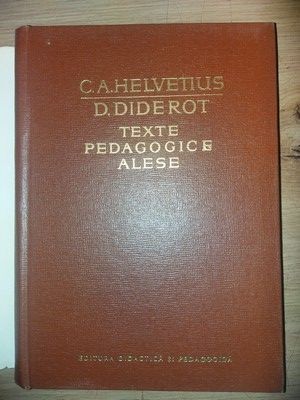 C.A.HELVETIUS
D.DIDEROT
TEXTE
PEDAGOGICE
ALESE
EDITURA DIDACTICĂ ȘI PEDAGOGICĂ